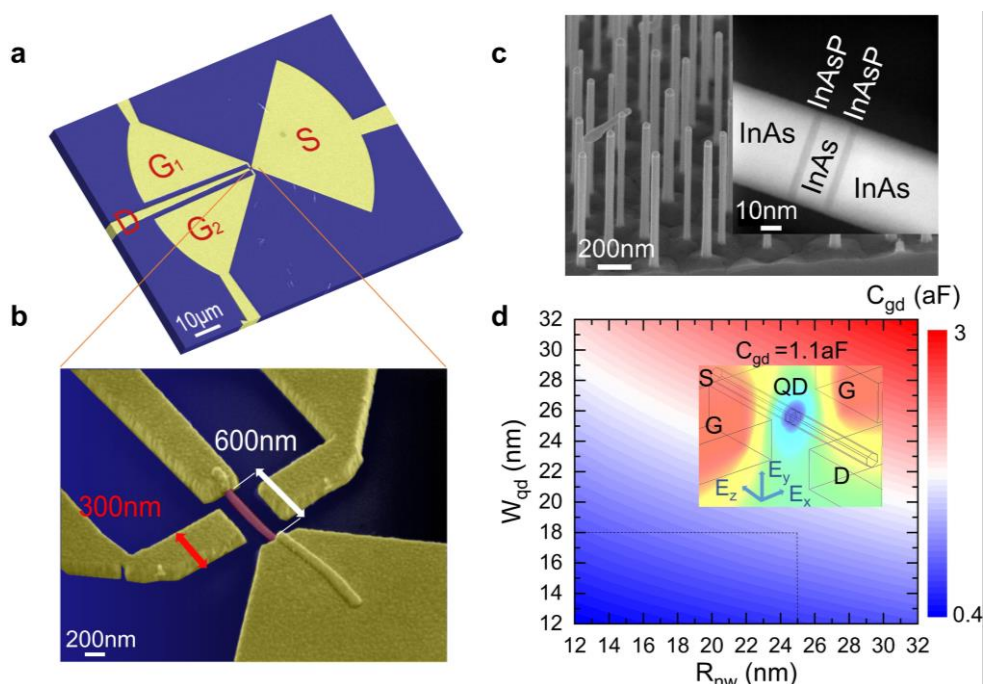 a
G1
S
D
G2
10μm
b
600nm
300nm
200nm
c
InAsP
InAsP
InAs
InAs
InAs
10nm
200nm
Cgd (aF)
d
3
0.4
Cgd =1.1aF
S
QD
G
G
D
Ey
Ez
Ex
Wqd (nm)
32
30
28
26
24
22
20
18
16
14
12
12 14 16 18 20 22 24 26 28 30 32
Rnw (nm)